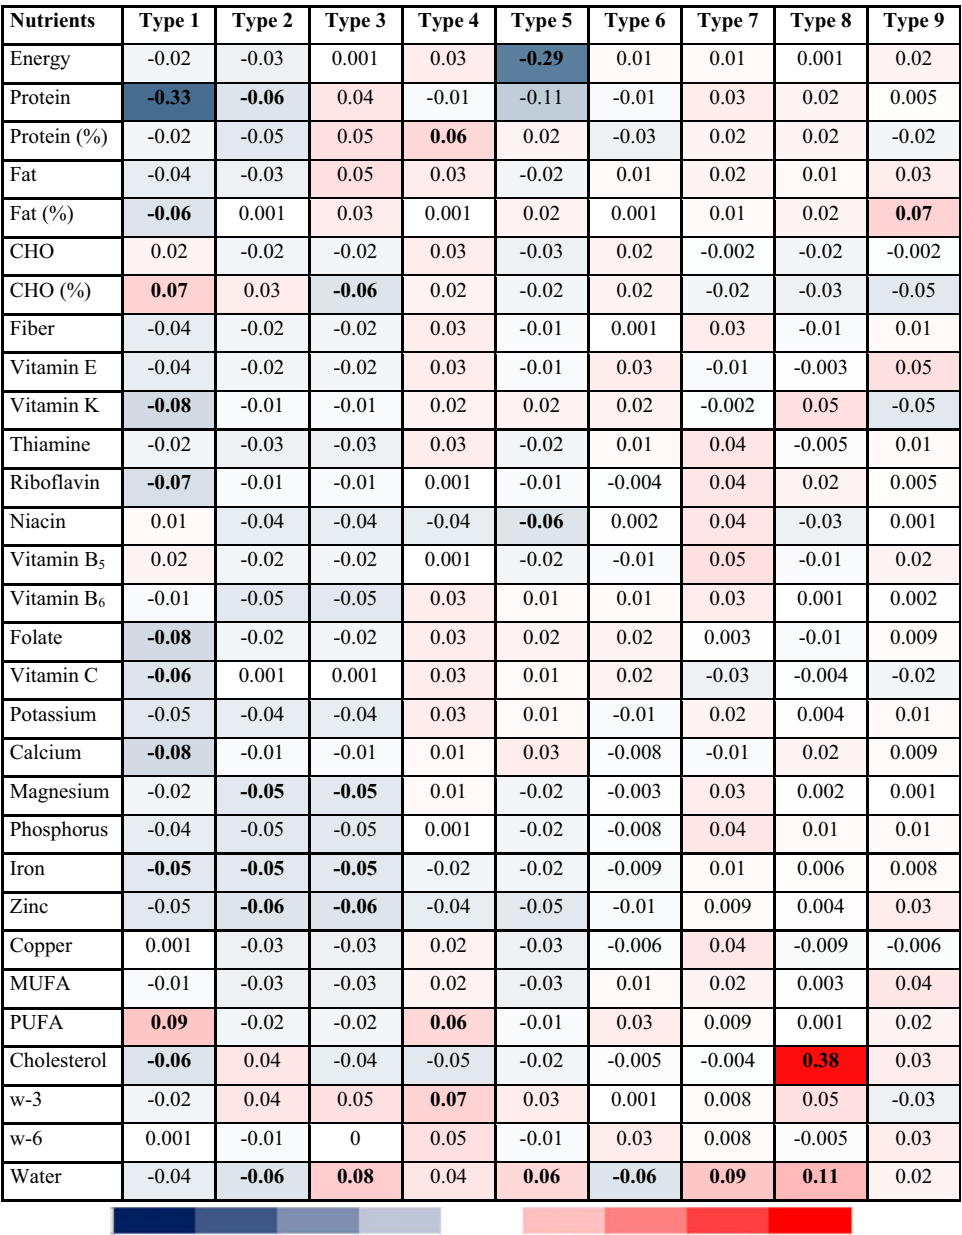 Nutrients Type 1 Type 2 Type 3 Type 4 Type 5 Type 6 Type 7 Type 8 Type 9
Energy -0.02 -0.03 0.001 0.03 -0.29 0.01 0.01 0.001 0.02
Protein -0.33 -0.06 0.04 -0.01 -0.11 -0.01 0.03 0.02 0.005
Protein (%) -0.02 -0.05 0.05 0.06 0.02 -0.03 0.02 0.02 -0.02
Fat -0.04 -0.03 0.05 0.03 -0.02 0.01 0.02 0.01 0.03
Fat (%) -0.06 0.001 0.03 0.001 0.02 0.001 0.01 0.02 0.07
CHO 0.02 -0.02 -0.02 0.03 -0.03 0.02 -0.002 -0.02 -0.002
CHO (%) 0.07 0.03 -0.06 0.02 -0.02 0.02 -0.02 -0.03 -0.05
Fiber -0.04 -0.02 -0.02 0.03 -0.01 0.001 0.03 -0.01 0.01
Vitamin E -0.04 -0.02 -0.02 0.03 -0.01 0.03 -0.01 -0.003 0.05
Vitamin K -0.08 -0.01 -0.01 0.02 0.02 0.02 -0.002 0.05 -0.05
Thiamine -0.02 -0.03 -0.03 0.03 -0.02 0.01 0.04 -0.005 0.01
Riboflavin -0.07 -0.01 -0.01 0.001 -0.01 -0.004 0.04 0.02 0.005
Niacin 0.01 -0.04 -0.04 -0.04 -0.06 0.002 0.04 -0.03 0.001
Vitamin B₅ 0.02 -0.02 -0.02 0.001 -0.02 -0.01 0.05 -0.01 0.02
Vitamin B₆ -0.01 -0.05 -0.05 0.03 0.01 0.01 0.03 0.001 0.002
Folate -0.08 -0.02 -0.02 0.03 0.02 0.02 0.003 -0.01 0.009
Vitamin C -0.06 0.001 0.001 0.03 0.01 0.02 -0.03 -0.004 -0.02
Potassium -0.05 -0.04 -0.04 0.03 0.01 -0.01 0.02 0.004 0.01
Calcium -0.08 -0.01 -0.01 0.01 0.03 -0.008 -0.01 0.02 0.009
Magnesium -0.02 -0.05 -0.05 0.01 -0.02 -0.003 0.03 0.002 0.001
Phosphorus -0.04 -0.05 -0.05 0.001 -0.02 -0.008 0.04 0.01 0.01
Iron -0.05 -0.05 -0.05 -0.02 -0.02 -0.009 0.01 0.006 0.008
Zinc -0.05 -0.06 -0.06 -0.04 -0.05 -0.01 0.009 0.004 0.03
Copper 0.001 -0.03 -0.03 0.02 -0.03 -0.006 0.04 -0.009 -0.006
MUFA -0.01 -0.03 -0.03 0.02 -0.03 0.01 0.02 0.003 0.04
PUFA 0.09 -0.02 -0.02 0.06 -0.01 0.03 0.009 0.001 0.02
Cholesterol -0.06 0.04 -0.04 -0.05 -0.02 -0.005 -0.004 0.38 0.03
w-3 -0.02 0.04 0.05 0.07 0.03 0.001 0.008 0.05 -0.03
w-6 0.001 -0.01 0 0.05 -0.01 0.03 0.008 -0.005 0.03
Water -0.04 -0.06 0.08 0.04 0.06 -0.06 0.09 0.11 0.02